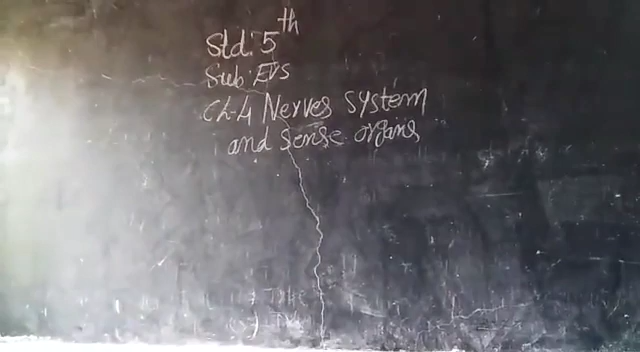 Std: 5th
Sub: EVS
Ch-4 Nerves system
and sense organs